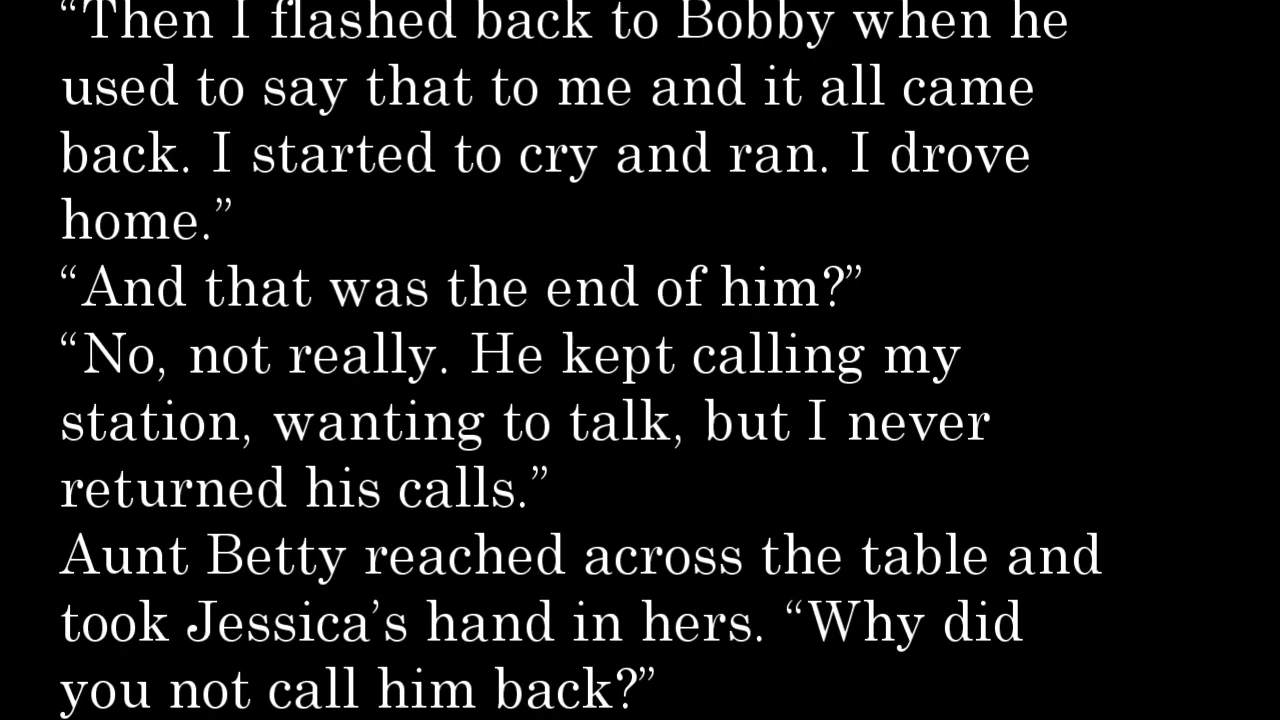 “Then I flashed back to Bobby when he
used to say that to me and it all came
back. I started to cry and ran. I drove
home.”
“And that was the end of him?”
“No, not really. He kept calling my
station, wanting to talk, but I never
returned his calls.”
Aunt Betty reached across the table and
took Jessica’s hand in hers. “Why did
you not call him back?”